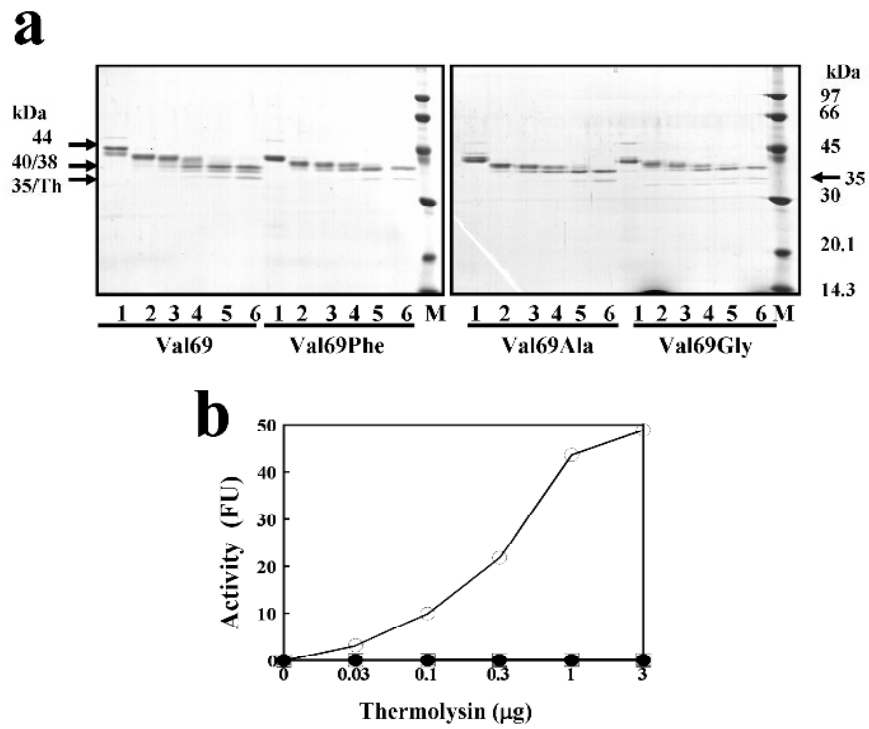 a
kDa
44
40/38
35/Th
kDa
97
66
45
35
30
20.1
14.3
1 2 3 4 5 6 1 2 3 4 5 6 M 1 2 3 4 5 6 1 2 3 4 5 6 M
Val69 Val69Phe Val69Ala Val69Gly
b
50
40
30
20
10
0
Activity (FU)
0 0.03 0.1 0.3 1 3
Thermolysin (µg)